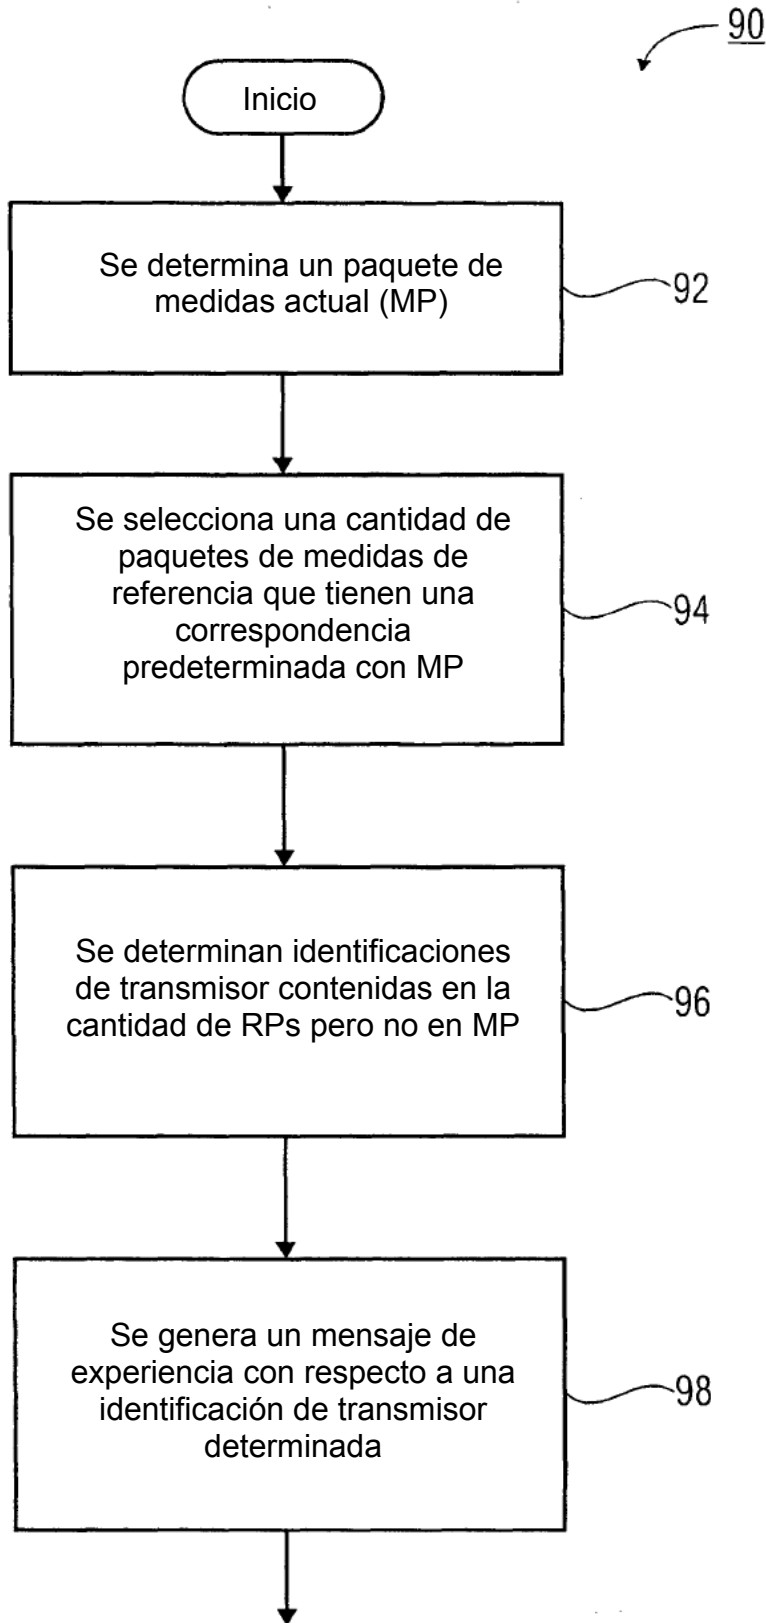 90
Inicio
Se determina un paquete de
medidas actual (MP)
92
Se selecciona una cantidad de
paquetes de medidas de
referencia que tienen una
correspondencia
predeterminada con MP
94
Se determinan identificaciones
de transmisor contenidas en la
cantidad de RPs pero no en MP
96
Se genera un mensaje de
experiencia con respecto a una
identificación de transmisor
determinada
98